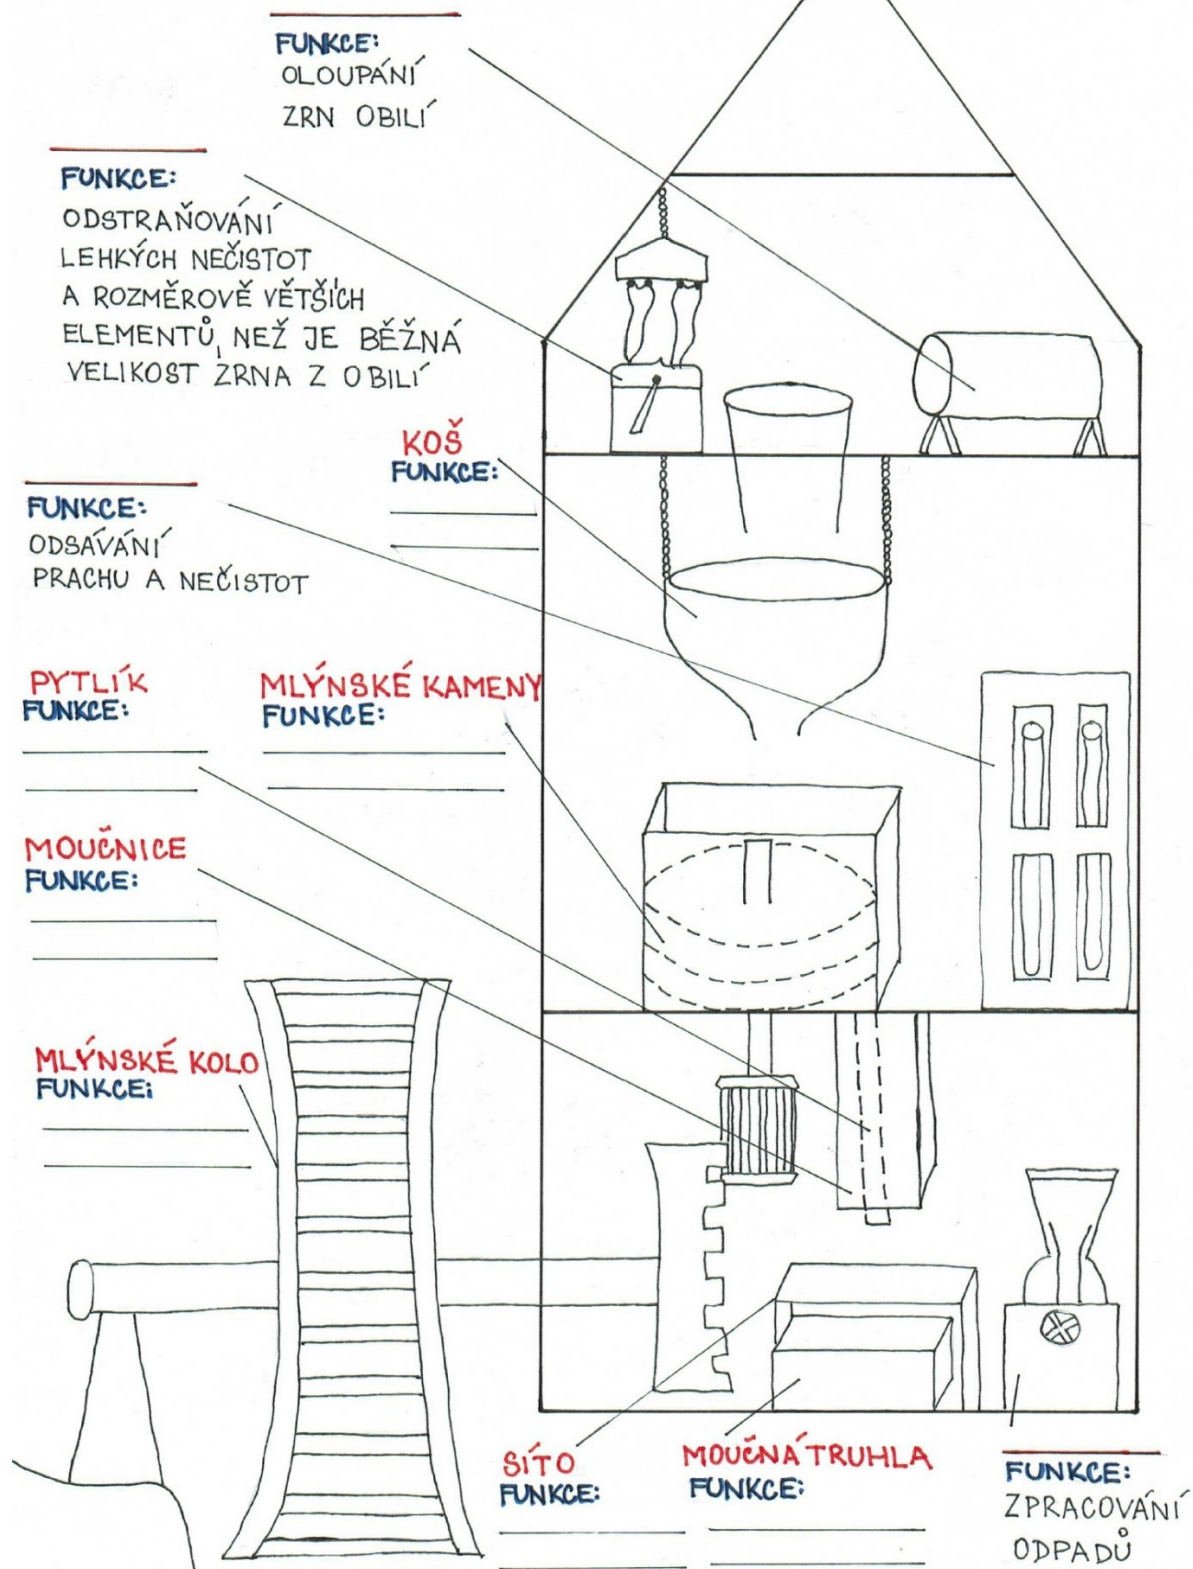 FUNKCE:
OLOUPÁNÍ
ZRN OBILÍ
FUNKCE:
ODSTRAŇOVÁNÍ
LEHKÝCH NEČISTOT
A ROZMĚROVĚ VĚTŠÍCH
ELEMENTŮ, NEŽ JE BĚŽNÁ
VELIKOST ZRNA Z OBILÍ
KOŠ
FUNKCE:
FUNKCE:
ODSÁVÁNÍ
PRACHU A NEČISTOT
PYTLÍK
FUNKCE:
MLÝNSKÉ KAMENY
FUNKCE:
MOUČNICE
FUNKCE:
MLÝNSKÉ KOLO
FUNKCE:
SÍTO
FUNKCE:
MOUČNÁ TRUHLA
FUNKCE:
FUNKCE:
ZPRACOVÁNÍ
ODPADŮ